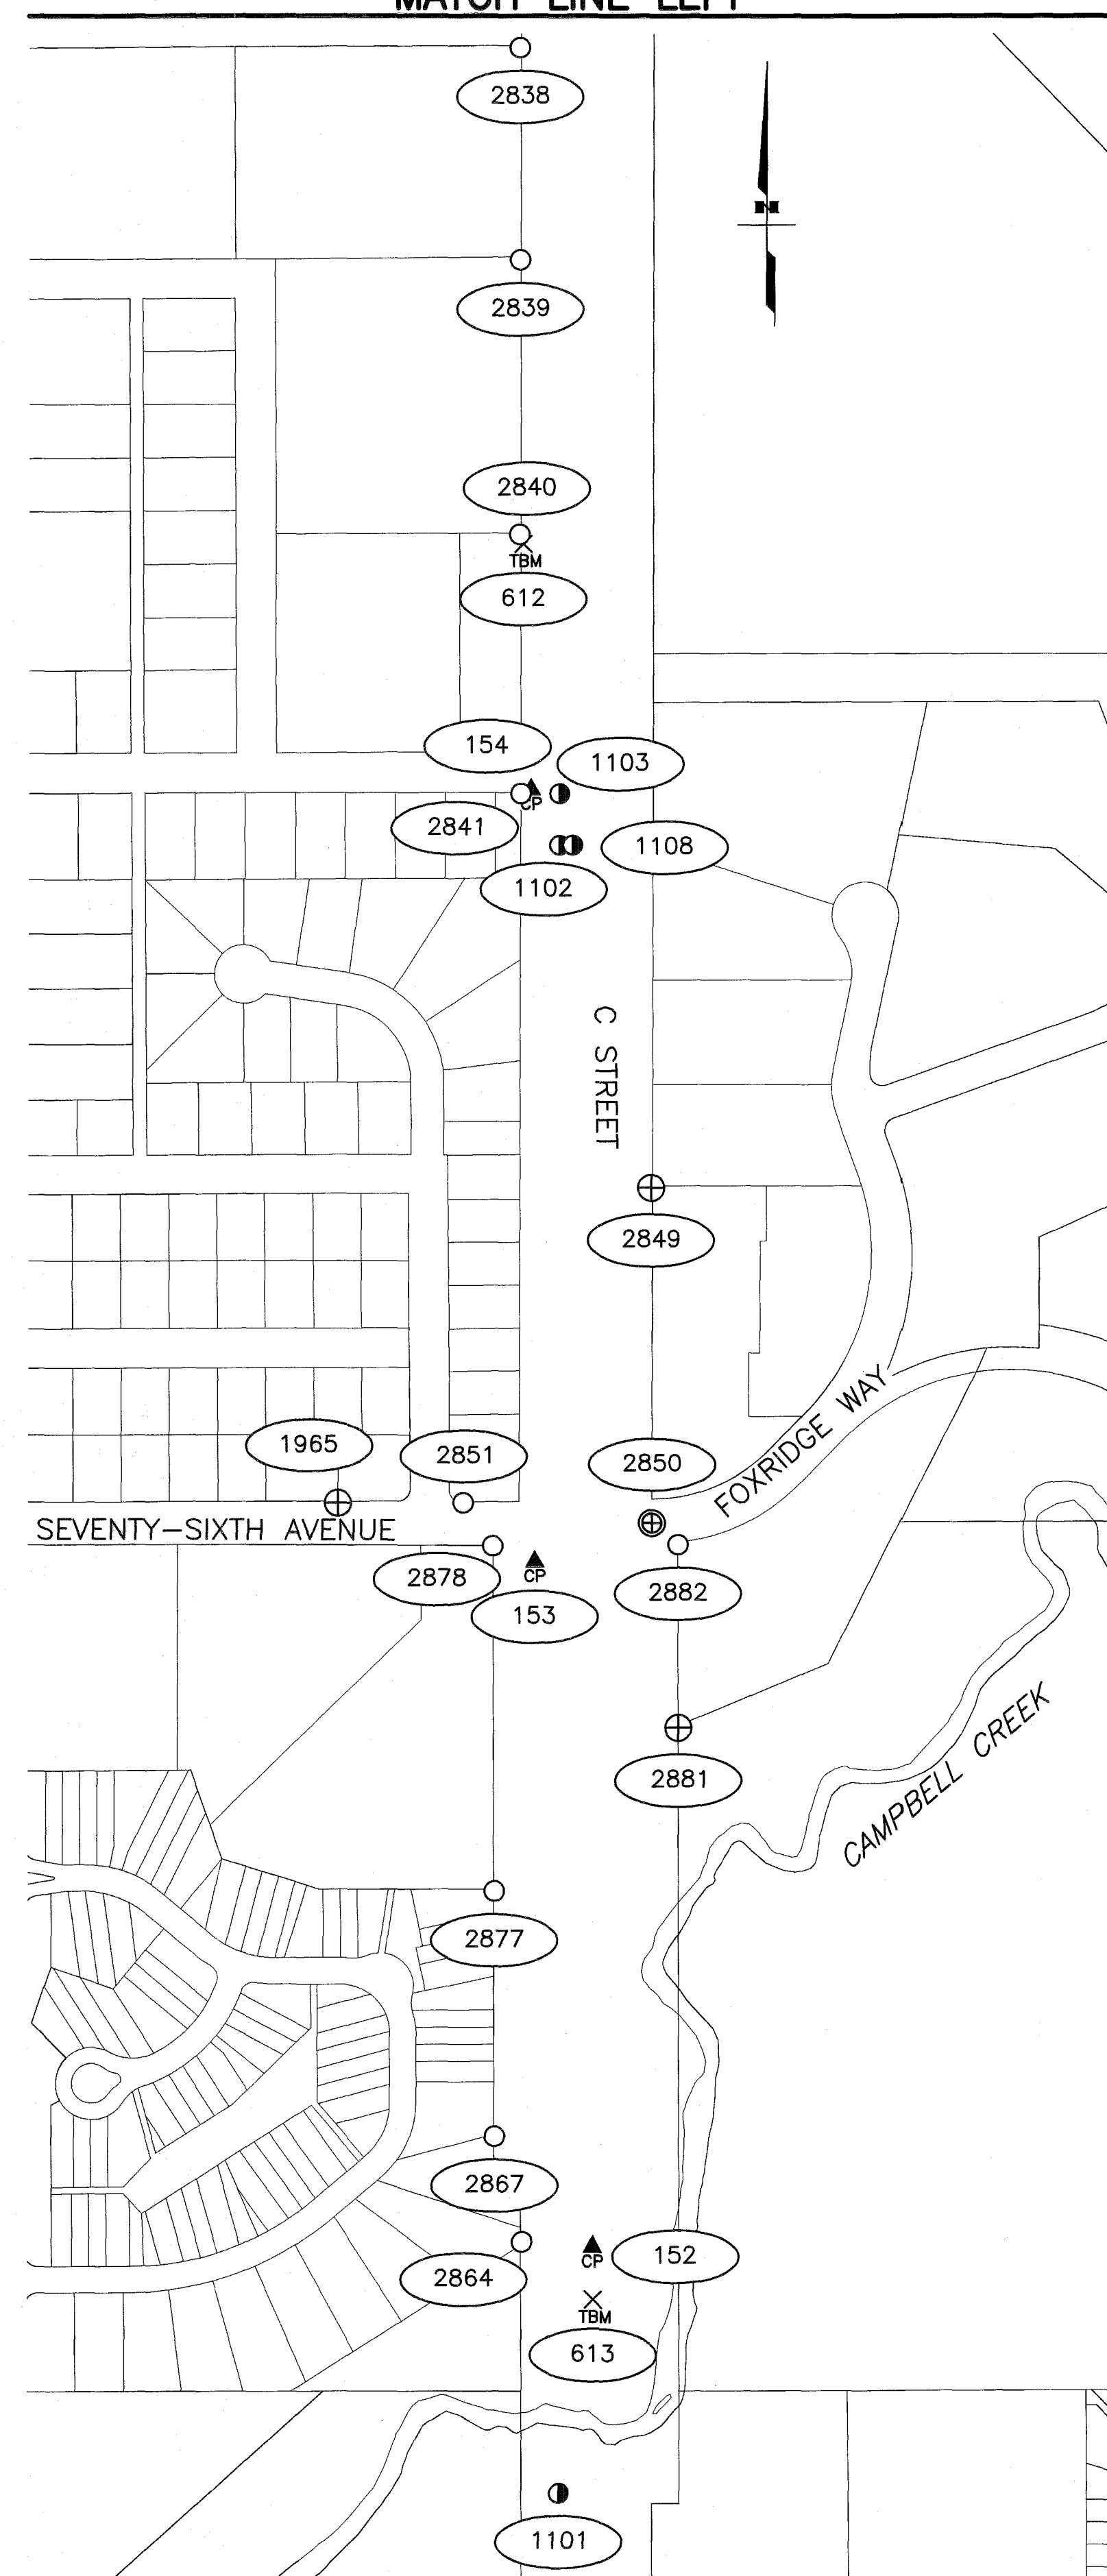 MATCH LINE LEFT
2838
N
2839
2840
TBM
612
154
1103
CP
2841
1108
1102
C STREET
2849
FOXRIDGE WAY
1965
2851
2850
SEVENTY-SIXTH AVENUE
2878
CP
153
2882
CAMPBELL CREEK
2881
2877
2867
152
CP
2864
TBM
613
1101